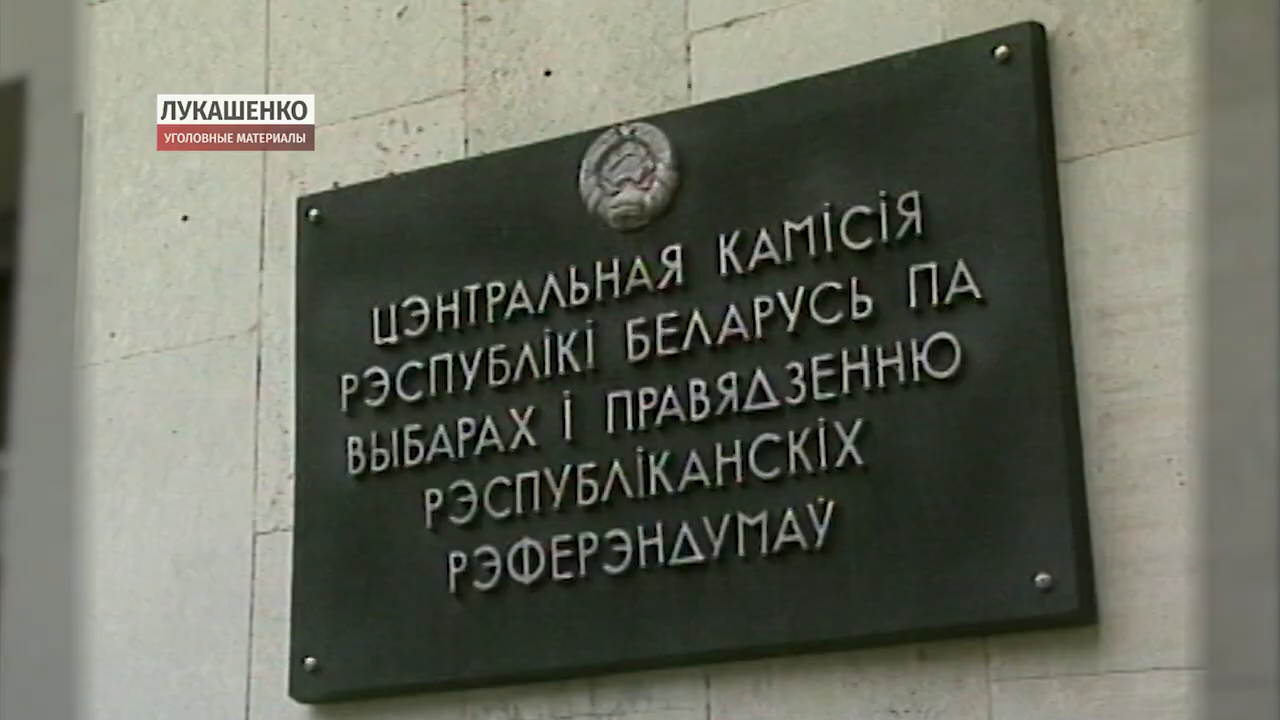 ЛУКАШЕНКО
УГОЛОВНЫЕ МАТЕРИАЛЫ
ЦЭНТРАЛЬНАЯ КАМІСІЯ
РЭСПУБЛІКІ БЕЛАРУСЬ ПА
ВЫБАРАХ І ПРАВЯДЗЕННЮ
РЭСПУБЛІКАНСКІХ
РЭФЕРЭНДУМАЎ